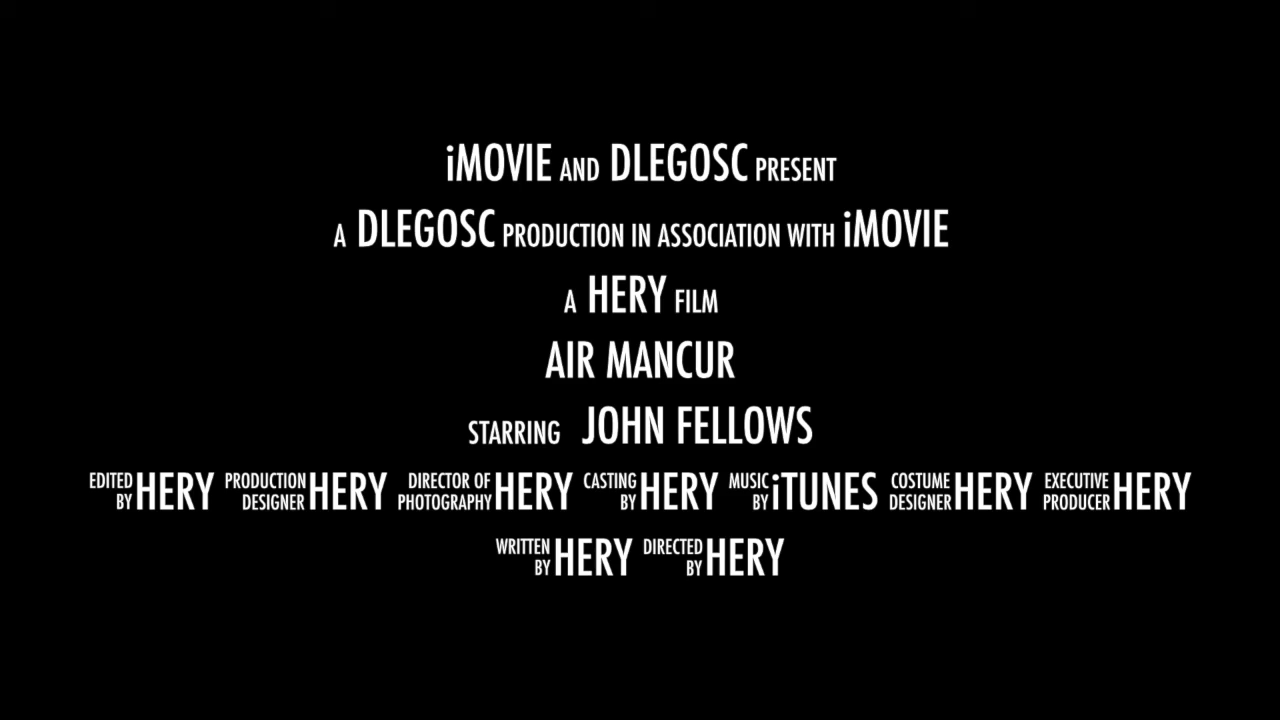 iMOVIE AND DLEGOSC PRESENT
A DLEGOSC PRODUCTION IN ASSOCIATION WITH iMOVIE
A HERY FILM
AIR MANCUR
STARRING JOHN FELLOWS
EDITED BY HERY PRODUCTION DESIGNER HERY DIRECTOR OF PHOTOGRAPHY HERY CASTING BY HERY MUSIC BY iTUNES COSTUME DESIGNER HERY EXECUTIVE PRODUCER HERY
WRITTEN BY HERY DIRECTED BY HERY